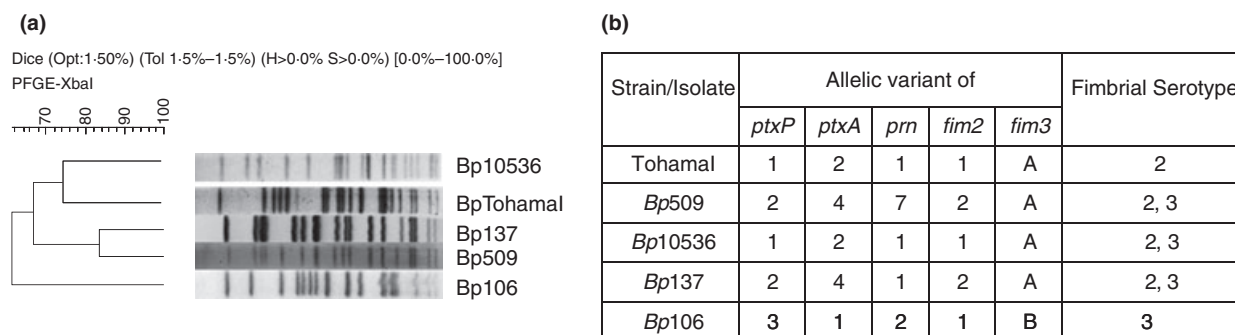 (a)
Dice (Opt:1·50%) (Tol 1·5%–1·5%) (H>0·0% S>0·0%) [0·0%–100·0%]
PFGE-XbaI
70 80 90 100
Bp10536
BpTohamaI
Bp137
Bp509
Bp106
(b)
Strain/Isolate Allelic variant of Fimbrial Serotype
ptxP ptxA prn fim2 fim3
TohamaI 1 2 1 1 A 2
Bp509 2 4 7 2 A 2, 3
Bp10536 1 2 1 1 A 2, 3
Bp137 2 4 1 2 A 2, 3
Bp106 3 1 2 1 B 3